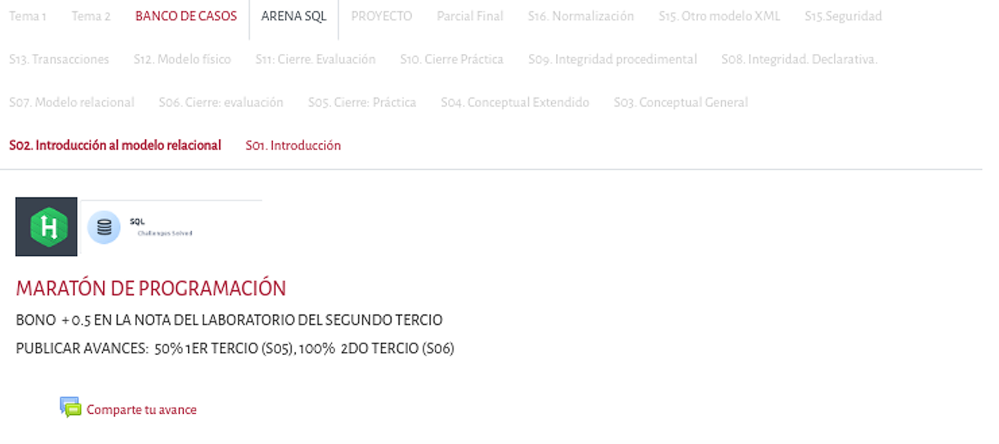 Tema 1 Tema 2 BANCO DE CASOS ARENA SQL PROYECTO Parcial Final S16. Normalización S15. Otro modelo XML S15.Seguridad
S13. Transacciones S12. Modelo físico S11: Cierre. Evaluación S10. Cierre Práctica S09. Integridad procedimental S08. Integridad. Declarativa.
S07. Modelo relacional S06. Cierre: evaluación S05. Cierre: Práctica S04. Conceptual Extendido S03. Conceptual General
S02. Introducción al modelo relacional S01. Introducción
H
SQL
Challenges Solved
MARATÓN DE PROGRAMACIÓN
BONO + 0.5 EN LA NOTA DEL LABORATORIO DEL SEGUNDO TERCIO
PUBLICAR AVANCES: 50% 1ER TERCIO (S05), 100% 2DO TERCIO (S06)
Comparte tu avance